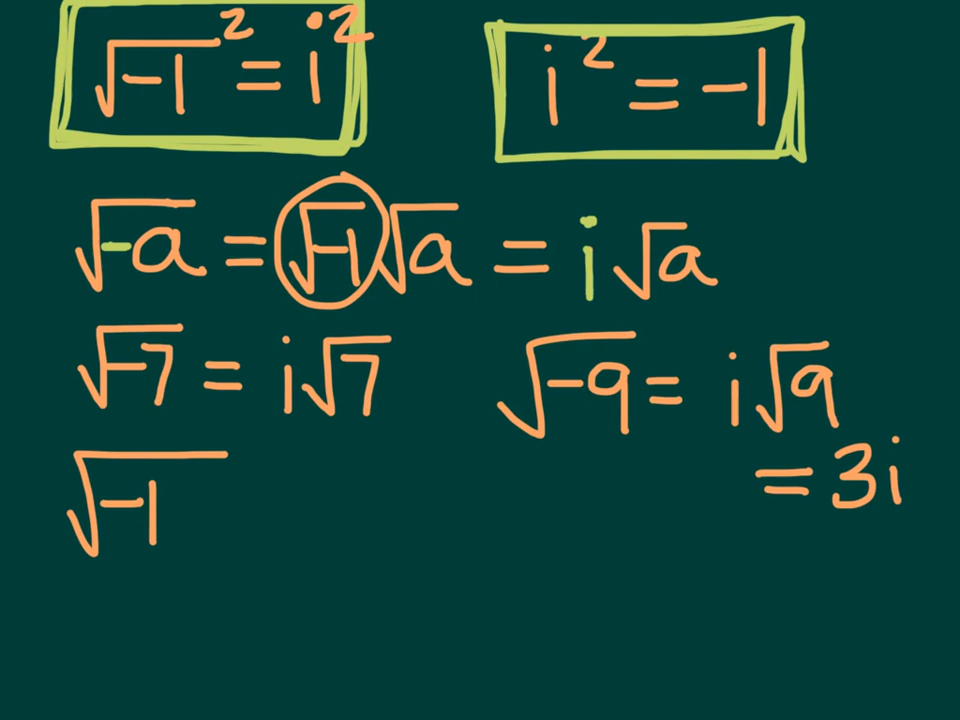 √-1² = i² i² = -1
√-a = √-1 √a = i√a
√-7 = i√7 √-9 = i√9
= 3i
√-1